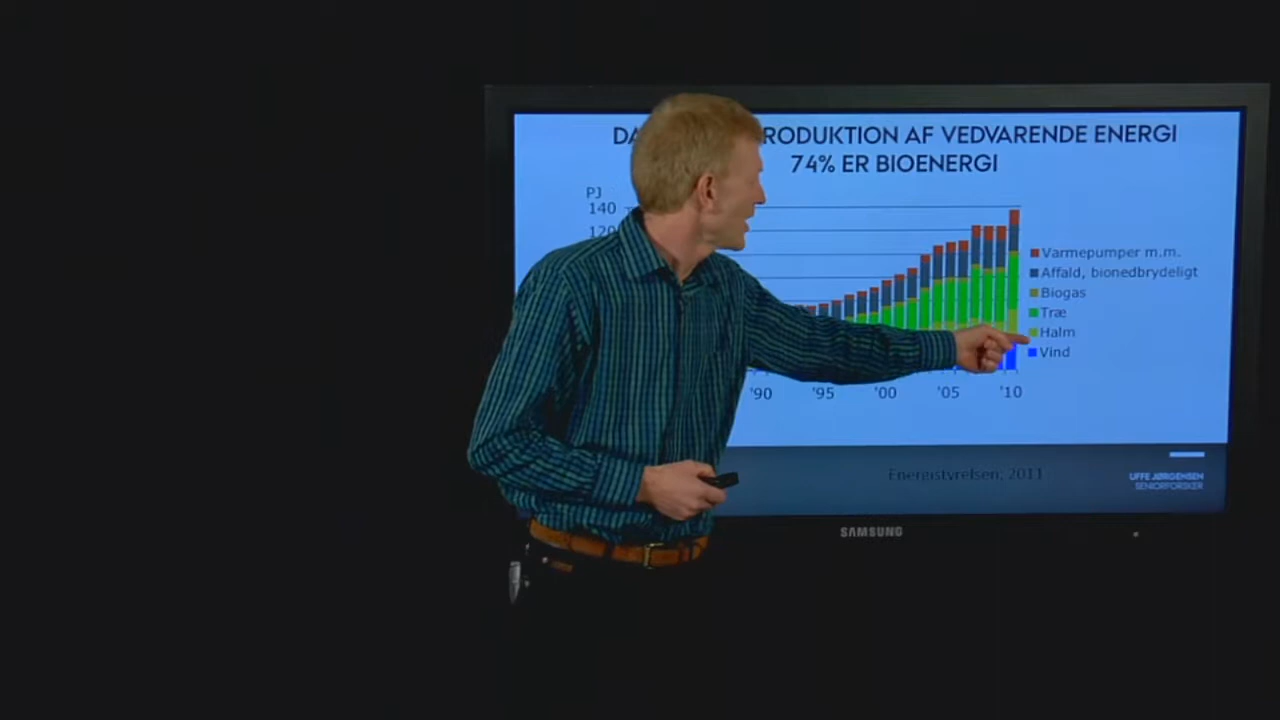 RODUKTION AF VEDVARENDE ENERGI
74% ER BIOENERGI
PJ
140
120
Varmepumper m.m.
Affald, bionedbrydeligt
Biogas
Træ
Halm
Vind
'90 '95 '00 '05 '10
Energistyrelsen; 2011
UFFE JØRGENSEN
SENIORFORSKER
SAMSUNG